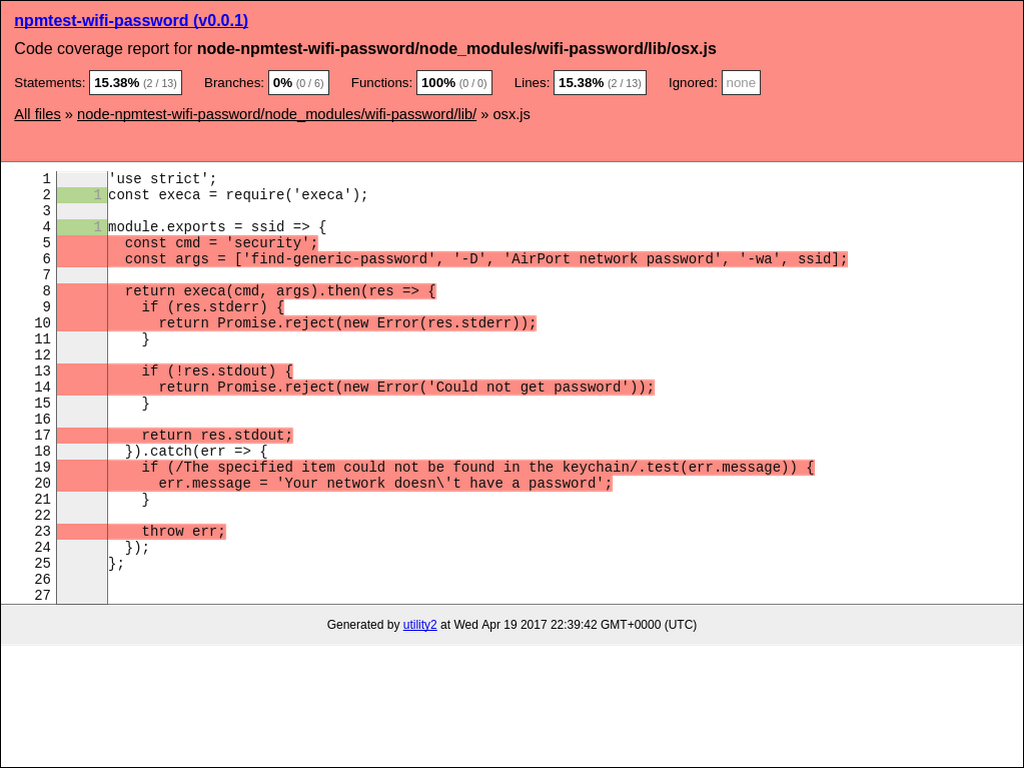 npmtest-wifi-password (v0.0.1)
Code coverage report for node-npmtest-wifi-password/node_modules/wifi-password/lib/osx.js
Statements: 15.38% (2 / 13) Branches: 0% (0 / 6) Functions: 100% (0 / 0) Lines: 15.38% (2 / 13) Ignored: none
All files » node-npmtest-wifi-password/node_modules/wifi-password/lib/ » osx.js
1 'use strict';
2 1 const execa = require('execa');
3
4 1 module.exports = ssid => {
5 const cmd = 'security';
6 const args = ['find-generic-password', '-D', 'AirPort network password', '-wa', ssid];
7
8 return execa(cmd, args).then(res => {
9 if (res.stderr) {
10 return Promise.reject(new Error(res.stderr));
11 }
12
13 if (!res.stdout) {
14 return Promise.reject(new Error('Could not get password'));
15 }
16
17 return res.stdout;
18 }).catch(err => {
19 if (/The specified item could not be found in the keychain/.test(err.message)) {
20 err.message = 'Your network doesn\'t have a password';
21 }
22
23 throw err;
24 });
25 };
26
27
Generated by utility2 at Wed Apr 19 2017 22:39:42 GMT+0000 (UTC)